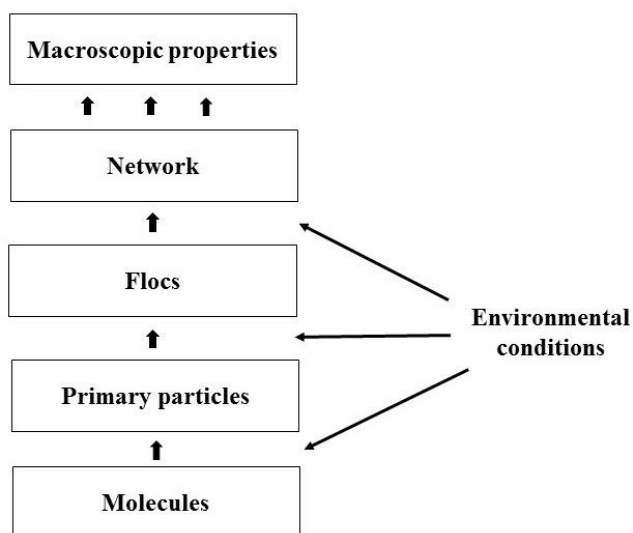 Macroscopic properties
Network
Flocs
Environmental
conditions
Primary particles
Molecules